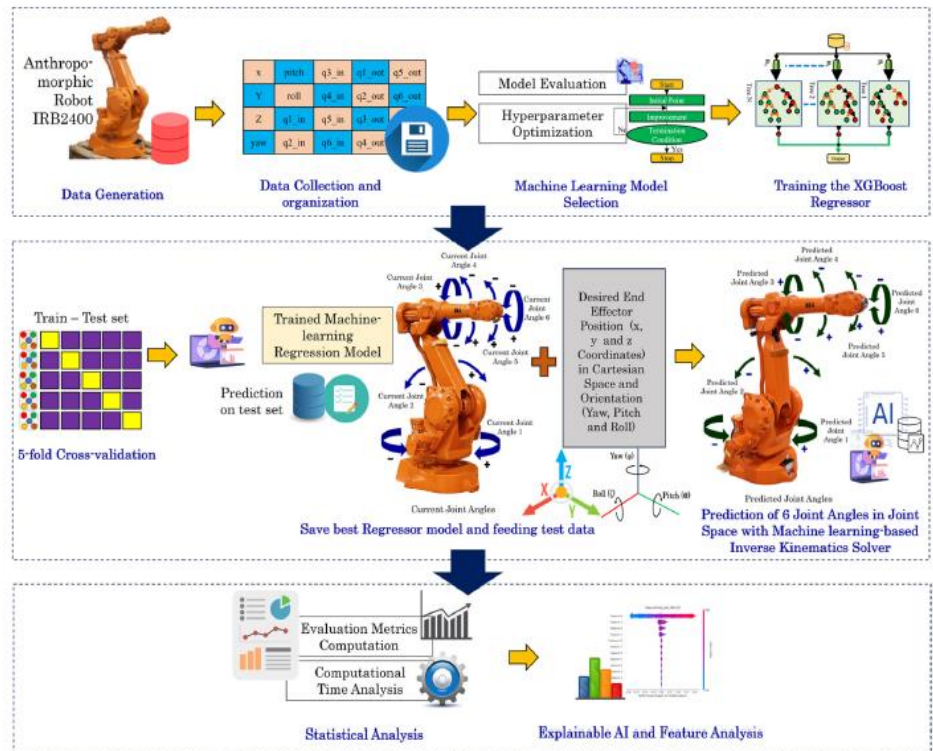 Anthropo-
morphic
Robot
IRB2400
Data Generation
x pitch q3_in q1_out q5_out
Y roll q4_in q2_out q6_out
Z q1_in q5_in q3_out
yaw q2_in q6_in q4_out
Data Collection and
organization
Model Evaluation
Hyperparameter
Optimization
Start
Initial Point
Improvement
No
Termination
Condition
Yes
Stop
Machine Learning Model
Selection
Tree N
Tree 2
Tree 1
Training the XGBoost
Regressor
Train – Test set
5-fold Cross-validation
Trained Machine-
learning
Regression Model
Prediction
on test set
Current Joint
Angle 4
Current Joint
Angle 3
Current Joint
Angle 6
Current Joint
Angle 5
Current Joint
Angle 2
Current Joint
Angle 1
Current Joint Angles
Desired End
Effector
Position (x,
y and z
Coordinates)
in Cartesian
Space and
Orientation
(Yaw, Pitch
and Roll)
Z
X
Y
Yaw (ψ)
Roll
Pitch
Save best Regressor model and feeding test data
Predicted
Joint Angle 4
Predicted
Joint Angle 3
Predicted
Joint Angle 6
Predicted
Joint Angle 5
Predicted
Joint Angle 2
Predicted
Joint Angle 1
AI
Predicted Joint Angles
Prediction of 6 Joint Angles in Joint
Space with Machine learning-based
Inverse Kinematics Solver
Evaluation Metrics
Computation
Computational
Time Analysis
Statistical Analysis
Explainable AI and Feature Analysis